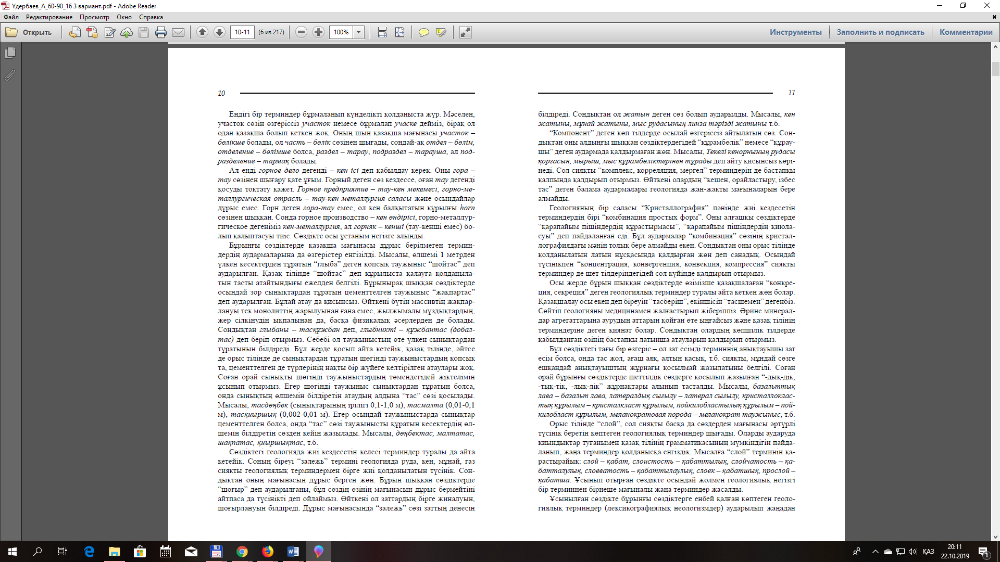 Үдербаев_А_60-90_16 3 вариант.pdf - Adobe Reader
Файл Редактирование Просмотр Окно Справка
Открыть 10-11 (6 из 217) 100% Инструменты Заполнить и подписать Комментарии
10
Ендігі бір терминдер бұрмаланып күнделікті қолданыста жүр. Мәселен,
участок сөзін өзгеріссіз участок немесе бұрмалап учаске дейміз, бірақ ол
одан қазақша болып кеткен жоқ. Оның шын қазақша мағынасы участок –
бөлікше болады, ол часть – бөлік сөзінен шығады, сондай-ақ отдел – бөлім,
отделение – бөлімше болса, раздел – тарау, подраздел – тарауша, ал под-
разделение – тармақ болады.
Ал енді горное дело дегенді – кен ісі деп қабылдау керек. Оны гора –
тау сөзінен шығару қате ұғым. Горный деген сөз кездессе, оған тау дегенді
қосуды тоқтату қажет. Горное предприятие – тау-кен мекемесі, горно-ме-
таллургическая отрасль – тау-кен металлургия саласы және осындайлар
дұрыс емес. Горн деген гора-тау емес, ол кен балқытатын құрылғы horn
сөзінен шыққан. Сонда горное производство – кен өндірісі, горно-металлур-
гическое дегеніміз кен-металлургия, ал горняк – кенші (тау-кенші емес) бо-
лып қалыптасуы тиіс. Сөздікте осы ұстаным негізге алынды.
Бұрынғы сөздіктерде қазақша мағынасы дұрыс берілмеген термин-
дердің аудармаларына да өзгерістер енгізілді. Мысалы, өлшемі 1 метрден
үлкен кесектерден тұратын “глыба” деген қопсық таужыныс “шойтас” деп
аударылған. Қазақ тілінде “шойтас” деп құрылыста қалауға қолданыла-
тын тасты атайтындығы ежелден белгілі. Бұрынырақ шыққан сөздіктерде
осындай зор сынықтардан тұратын цементтелген таужыныс “жақпартас”
деп аударылған. Бұлай атау да қисынсыз. Өйткені бүтін массивтің жақпар-
лануы тек монолиттің жарылуынан ғана емес, жылжымалы мұздықтардың,
жер сілкінудің ықпалынан да, басқа физикалық әсерлерден де болады.
Сондықтан глыбаны – тасқұжбан деп, глыбникті – құжбантас (добал-
тас) деп беріп отырмыз. Себебі ол таужыныстың өте үлкен сынықтардан
тұратынын білдіреді. Бұл жерде қосып айта кетейік, қазақ тілінде, әйтсе
де орыс тілінде де сынықтардан тұратын шөгінді таужыныстардың қопсық
та, цементтелген де түрлерінің нақты бір жүйеге келтірілген атаулары жоқ.
Соған орай сынықты шөгінді таужыныстардың төмендегідей жіктелімін
ұсынып отырмыз. Егер шөгінді таужыныс сынықтардан тұратын болса,
онда сынықтың өлшемін білдіретін атаудың алдына “тас” сөзі қосылады.
Мысалы, тасдөңбек (сынықтарының ірілігі 0,1-1,0 м), тасмалта (0,01-0,1
м), тасқиыршық (0,002-0,01 м). Егер осындай таужыныстарда сынықтар
цементтелген болса, онда “тас” сөзі таужынысты құратын кесектердің өл-
шемін білдіретін сөзден кейін жазылады. Мысалы, дөңбектас, малтатас,
шақпатас, қиыршықтас, т.б.
Сөздіктегі геологияда жиі кездесетін келесі терминдер туралы да айта
кетейік. Соның біреуі “залежь” термині геологияда руда, кен, мұнай, газ
сияқты геологиялық терминдермен бірге жиі қолданылатын түсінік. Сон-
дықтан оның мағынасын дұрыс берген жөн. Бұрын шыққан сөздіктерде
“шоғыр” деп аударылғаны, бұл сөздің өзінің мағынасын дұрыс бермейтіні
айтпаса да түсінікті деп ойлаймыз. Өйткені ол заттардың бірге жиналуын,
шоғырлануын білдіреді. Дұрыс мағынасында “залежь” сөзі заттың денесін
11
білдіреді. Сондықтан ол жатын деген сөз болып аударылды. Мысалы, кен
жатыны, мұнай жатыны, мыс рудасының линза тәрізді жатыны т.б.
“Компонент” деген көп тілдерде осылай өзгеріссіз айтылатын сөз. Сон-
дықтан оны алдыңғы шыққан сөздіктердегідей “құрамбөлік” немесе “құрау-
шы” деген аудармада қалдырмаған жөн. Мысалы, Текелі кенорнының рудасы
қорғасын, мырыш, мыс құрамбөліктерінен тұрады деп айту қисынсыз көрі-
неді. Сол сияқты “комплекс, корреляция, мергел” терминдерін де бастапқы
қалпында қалдырып отырмыз. Өйткені олардың “кешен, орайластыру, ізбес
тас” деген балама аудармалары геологияда жан-жақты мағыналарын бере
алмайды.
Геологияның бір саласы “Кристаллография” пәнінде жиі кездесетін
терминдердің бірі “комбинация простых форм”. Оны алғашқы сөздіктерде
“қарапайым пішіндердің құрастырмасы”, “қарапайым пішіндердің қиюла-
суы” деп пайдаланған еді. Бұл аудармалар “комбинация” сөзінің кристал-
лографиядағы мәнін толық бере алмайды екен. Сондықтан оны орыс тілінде
қолданылатын латын нұсқасында қалдырған жөн деп санадық. Осындай
түсінікпен “концентрация, конвергенция, конвекция, компрессия” сияқты
терминдер де шет тілдеріндегідей сол күйінде қалдырып отырмыз.
Осы жерде бұрын шыққан сөздіктерде өзімізше қазақшалаған “конкре-
ция, секреция” деген геологиялық терминдер туралы айта кеткен жөн болар.
Қазақшалау осы екен деп біреуін “тасберіш”, екіншісін “тасшемен” дегенбіз.
Сөйтіп геологияны медицинамен жалғастырып жіберіппіз. Әрине минерал-
дар агрегаттарына аурудың аттарын қойған өте ыңғайсыз және қазақ тілінің
терминдеріне деген қиянат болар. Сондықтан олардың көпшілік тілдерде
қабылданған өзінің бастапқы латынша атауларын қалдырып отырмыз.
Бұл сөздіктегі тағы бір өзгеріс – ол зат есімді терминнің анықтауышы зат
есім болса, онда тас жол, ағаш аяқ, алтын қасық, т.б. сияқты, мұндай сөзге
ешқандай анықтауыштың жұрнағы қосылмай жазылатыны белгілі. Соған
орай бұрынғы сөздіктерде шеттілдік сөздерге қосылып жазылған “-дық-дік,
-тық-тік, -лық-лік” жұрнақтары алынып тасталды. Мысалы, базальттық
лава – базальт лава, латералдық сығылу – латерал сығылу, кристаллоклас-
тық құрылым – кристалкласт құрылым, пойкилобластылық құрылым – пой-
килобласт құрылым, меланократовая порода – меланократ таужыныс, т.б.
Орыс тілінде “слой”, сол сияқты басқа да сөздерден мағынасы әртүрлі
түсінік беретін көптеген геологиялық терминдер шығады. Оларды аударуда
қиындықтар туғанымен қазақ тілінің грамматикасының мүмкіндігін пайда-
ланып, жаңа терминдер қолданысқа енгіздік. Мысалға “слой” терминін қа-
растырайық: слой – қабат, слоистость – қабаттылық, слойчатость – қа-
батталулық, слоеватость – қабаттылаулық, слоек – қабатшық, прослой –
қабатша. Ұсынып отырған сөздікте осындай жолмен геологиялық негізгі
бір терминнен бірнеше мағыналы жаңа терминдер жасалды.
Ұсынылған сөздікте бұрынғы сөздіктерге енбей қалған көптеген геоло-
гиялық терминдер (лексикографиялық неологизмдер) аударылып жаңадан
ҚАЗ
20:11
22.10.2019
1